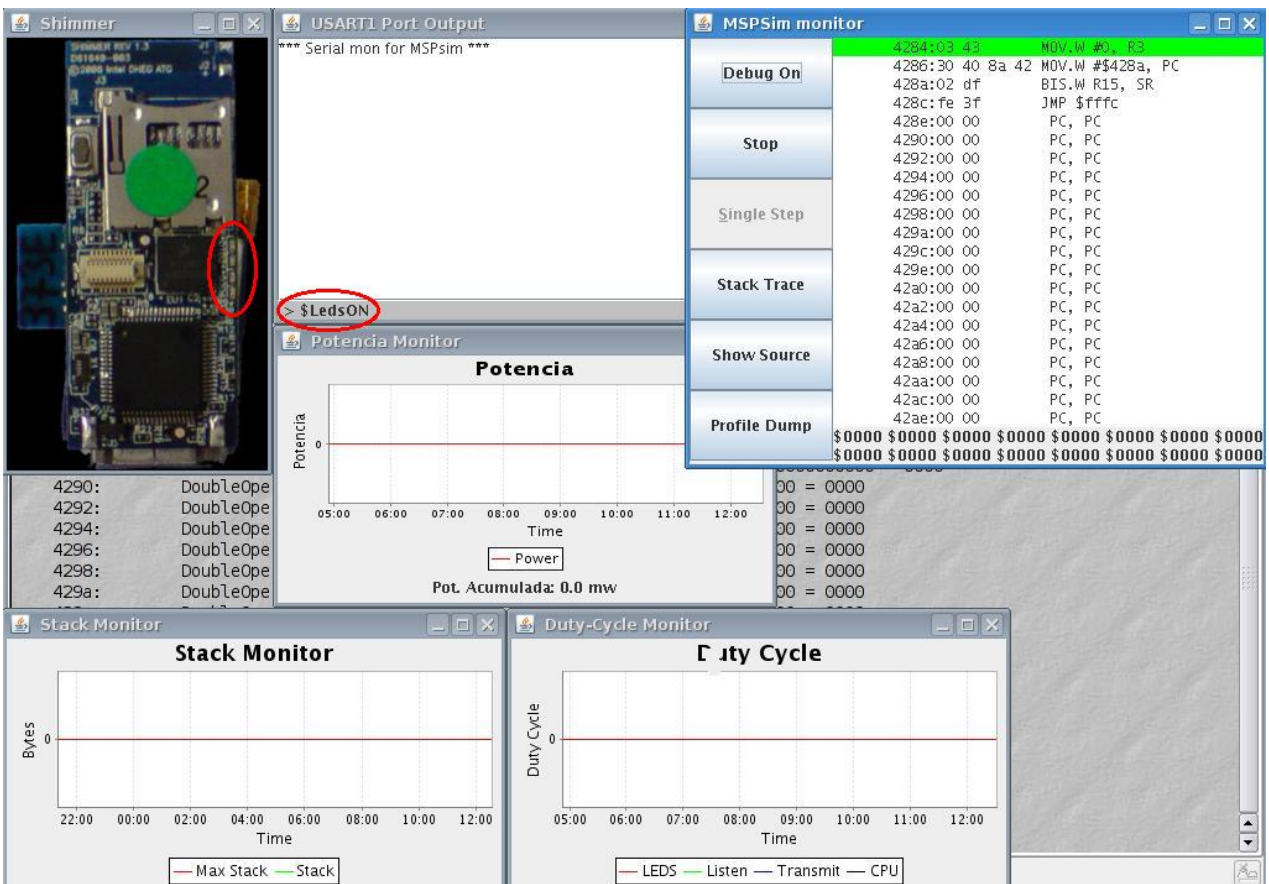 Shimmer
SHIMMER REV 1.3
J3
2
USART1 Port Output
*** Serial mon for MSPsim ***
> $LedsON
MSPSim monitor
Debug On
Stop
Single Step
Stack Trace
Show Source
Profile Dump
4284:03 43 MOV.W #0, R3
4286:30 40 8a 42 MOV.W #$428a, PC
428a:02 df BIS.W R15, SR
428c:fe 3f JMP $fffc
428e:00 00 PC, PC
4290:00 00 PC, PC
4292:00 00 PC, PC
4294:00 00 PC, PC
4296:00 00 PC, PC
4298:00 00 PC, PC
429a:00 00 PC, PC
429c:00 00 PC, PC
429e:00 00 PC, PC
42a0:00 00 PC, PC
42a2:00 00 PC, PC
42a4:00 00 PC, PC
42a6:00 00 PC, PC
42a8:00 00 PC, PC
42aa:00 00 PC, PC
42ac:00 00 PC, PC
42ae:00 00 PC, PC
$0000 $0000 $0000 $0000 $0000 $0000 $0000 $0000
$0000 $0000 $0000 $0000 $0000 $0000 $0000 $0000
Potencia Monitor
Potencia
Potencia
0
05:00 06:00 07:00 08:00 09:00 10:00 11:00 12:00
Time
Power
Pot. Acumulada: 0.0 mw
4290: DoubleOpe 00 = 0000
4292: DoubleOpe 00 = 0000
4294: DoubleOpe 00 = 0000
4296: DoubleOpe 00 = 0000
4298: DoubleOpe 00 = 0000
429a: DoubleOpe 00 = 0000
Stack Monitor
Stack Monitor
Bytes
0
22:00 00:00 02:00 04:00 06:00 08:00 10:00 12:00
Time
Max Stack Stack
Duty-Cycle Monitor
Duty Cycle
Duty Cycle
0
05:00 06:00 07:00 08:00 09:00 10:00 11:00 12:00
Time
LEDS Listen Transmit CPU